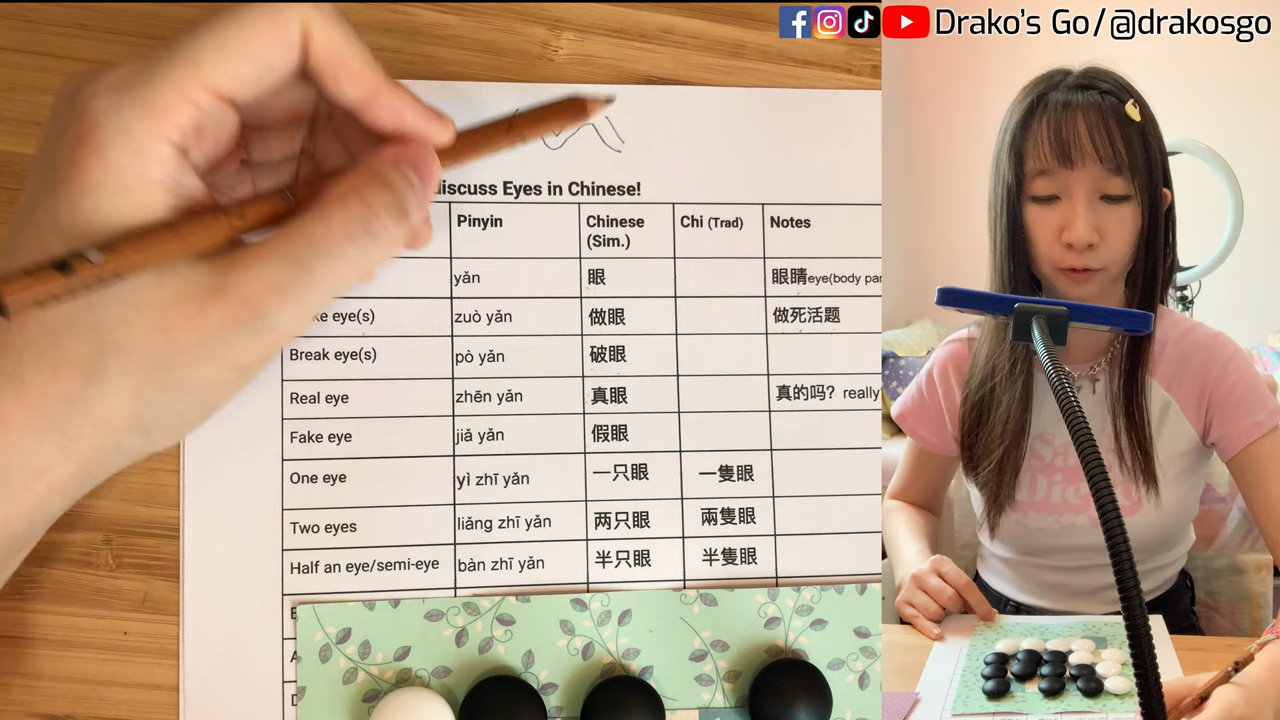 Drako's Go/@drakosgo
discuss Eyes in Chinese!
Pinyin Chinese (Sim.) Chi (Trad) Notes
yǎn 眼 眼睛eye(body par
ke eye(s) zuò yǎn 做眼 做死活题
Break eye(s) pò yǎn 破眼
Real eye zhēn yǎn 真眼 真的吗? really
Fake eye jiǎ yǎn 假眼
One eye yì zhī yǎn 一只眼 一隻眼
Two eyes liǎng zhī yǎn 两只眼 兩隻眼
Half an eye/semi-eye bàn zhī yǎn 半只眼 半隻眼